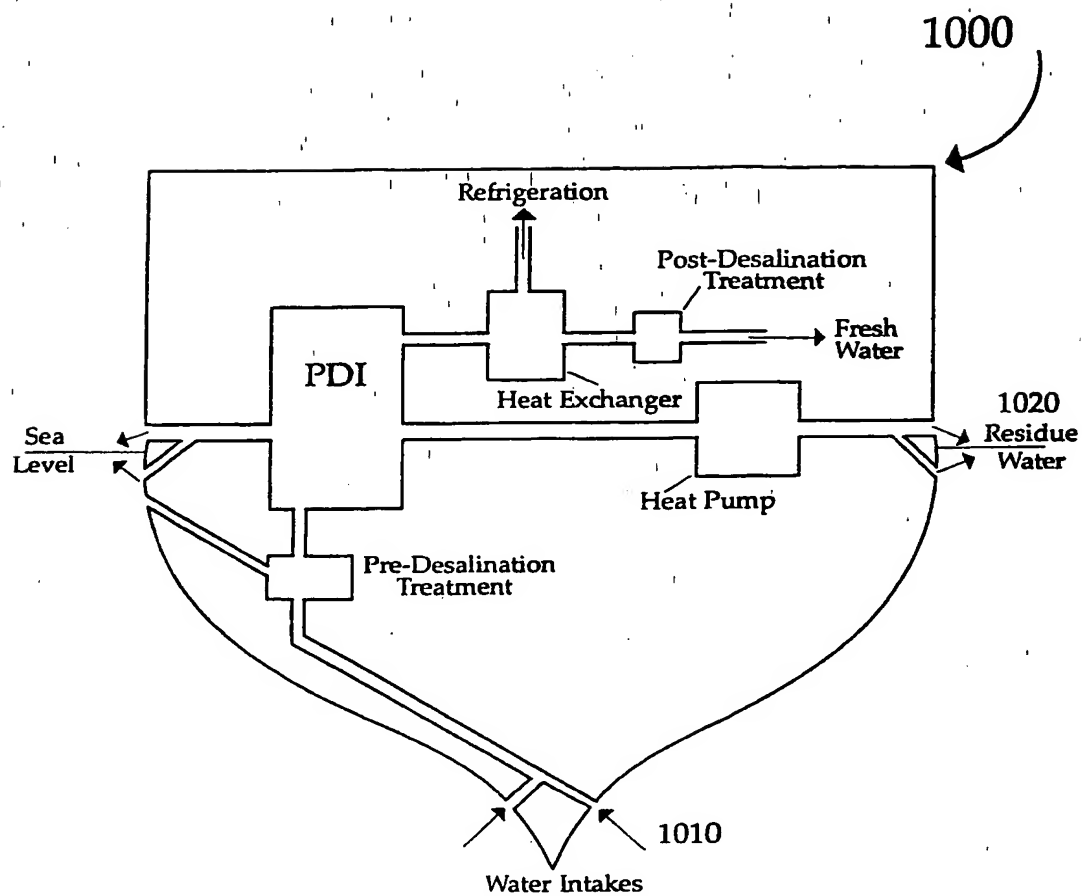 1000
Refrigeration
Post-Desalination
Treatment
Fresh
Water
PDI
Heat Exchanger
1020
Residue
Water
Sea
Level
Heat Pump
Pre-Desalination
Treatment
1010
Water Intakes